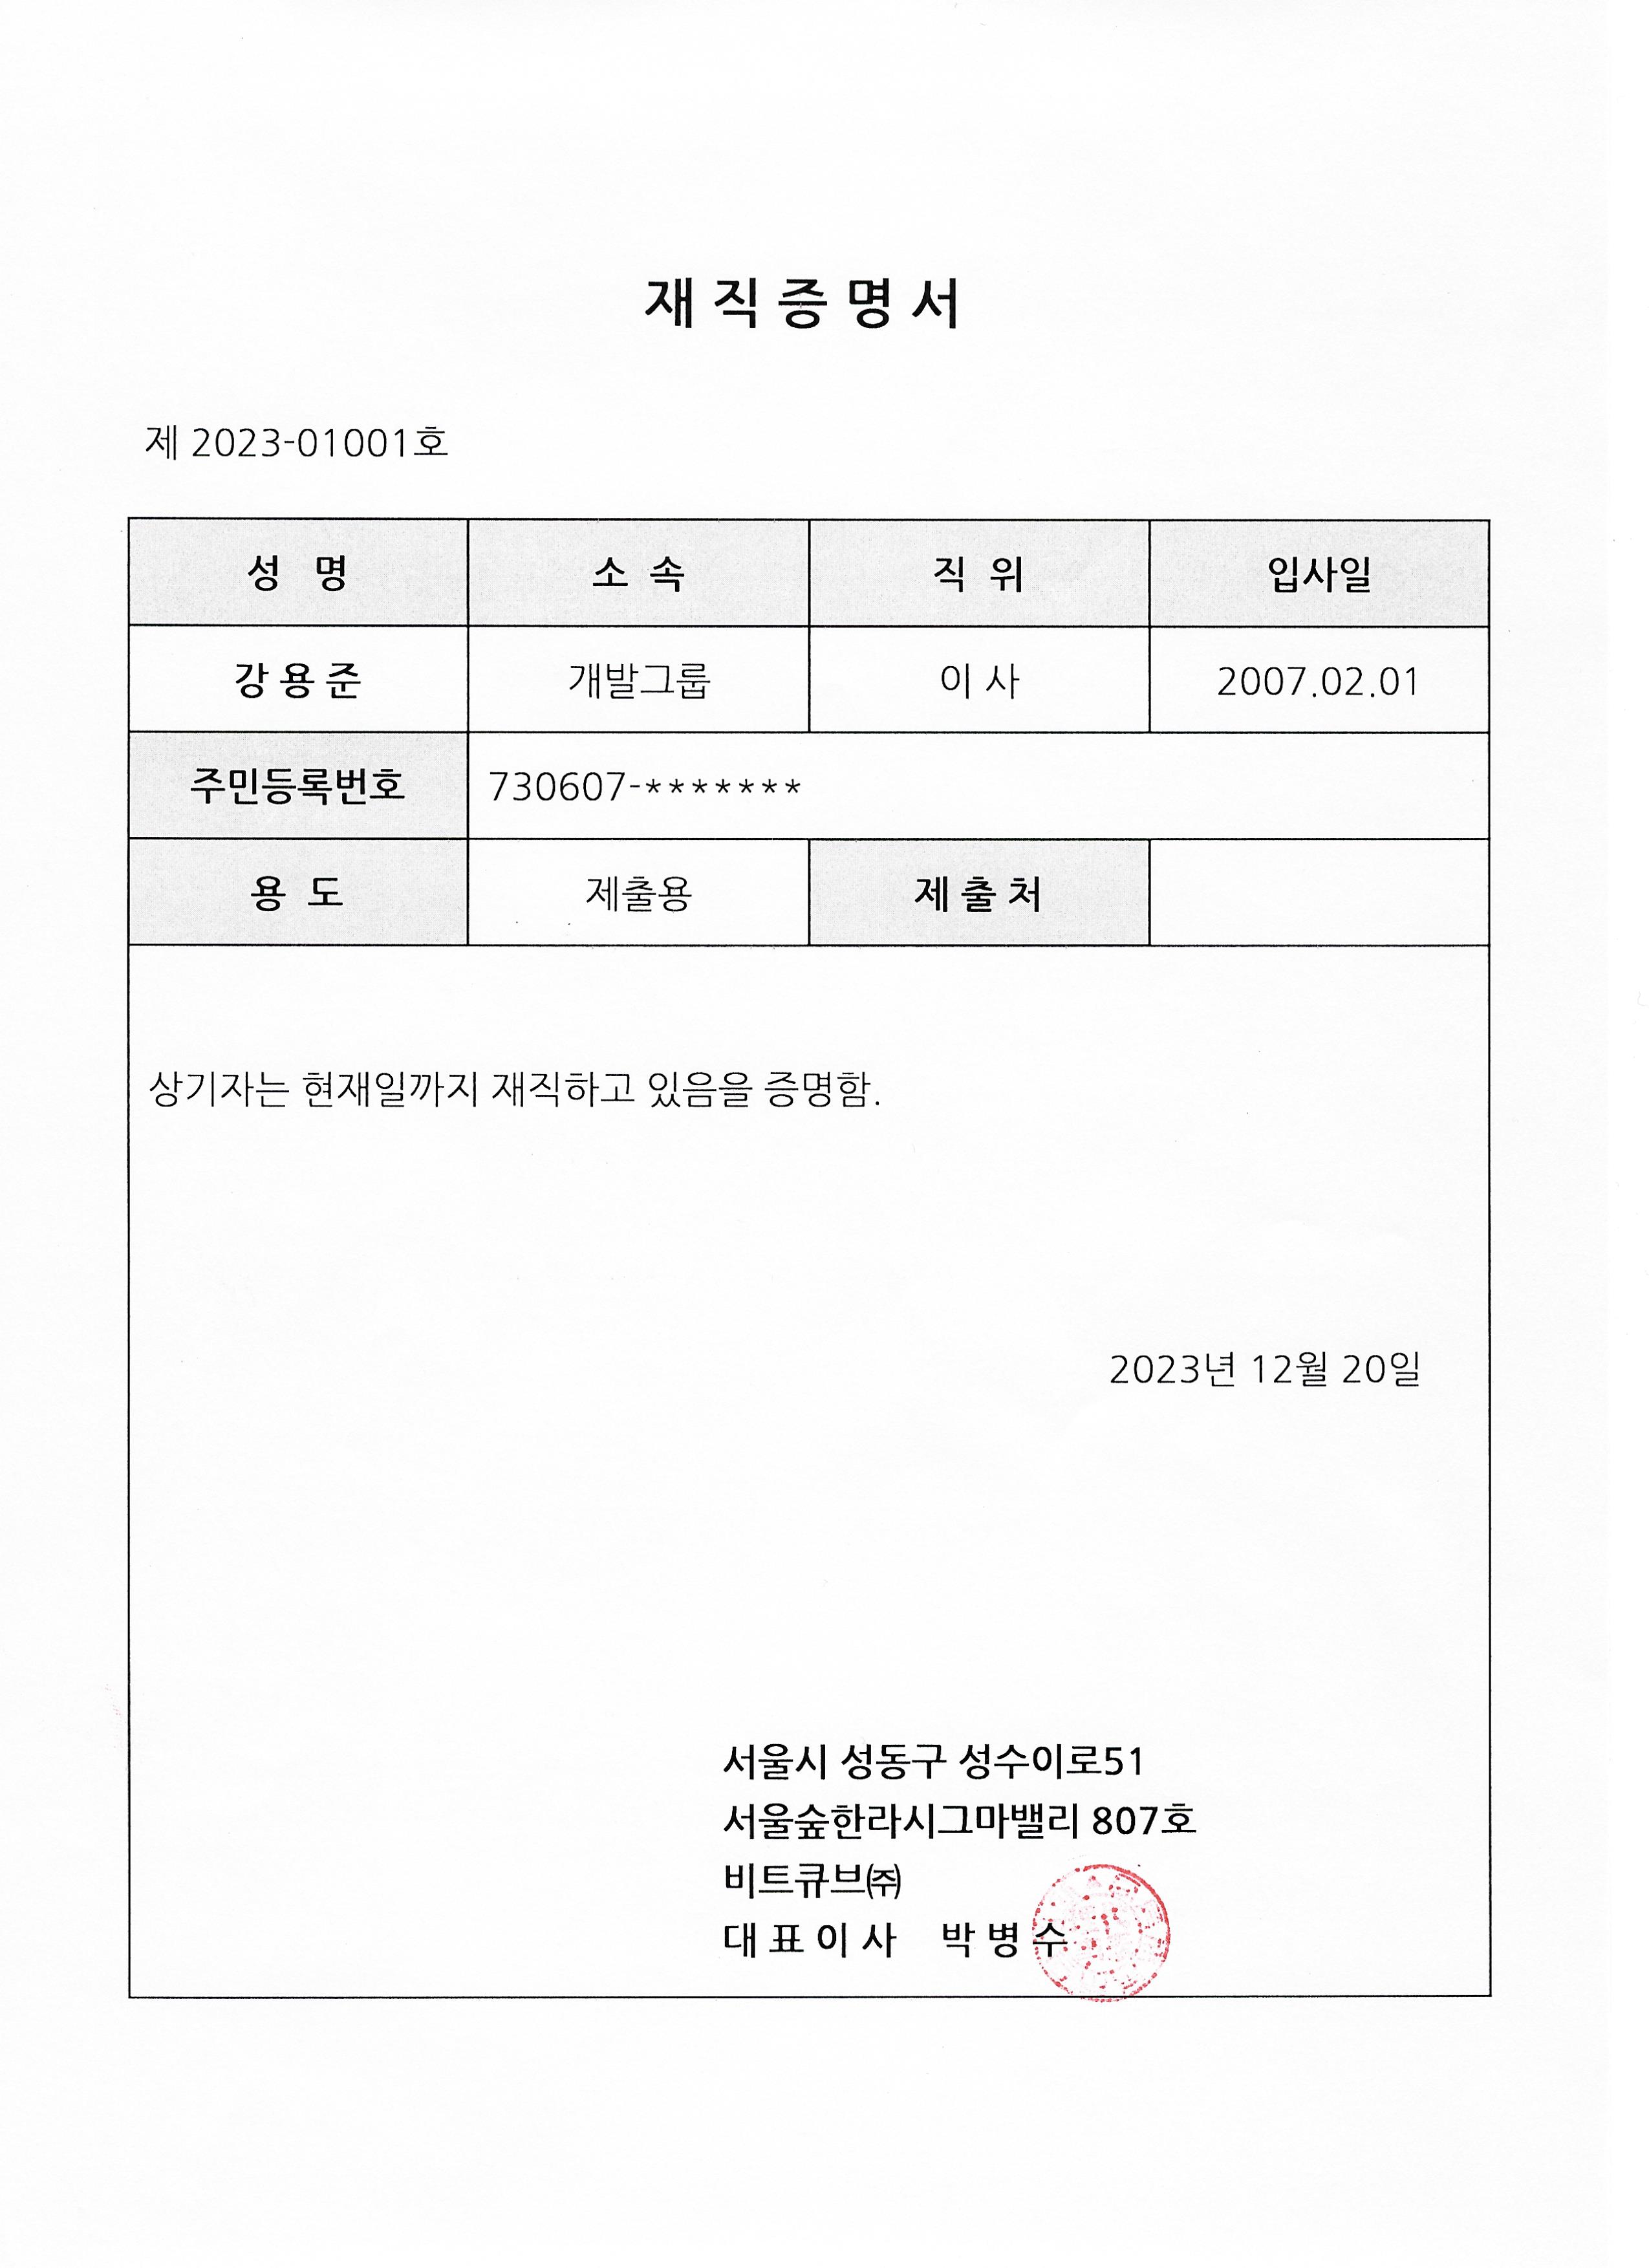 재 직 증 명 서
제 2023-01001호
성 명 소 속 직 위 입사일
강 용 준 개발그룹 이 사 2007.02.01
주민등록번호 730607-*******
용 도 제출용 제 출 처
상기자는 현재일까지 재직하고 있음을 증명함.
2023년 12월 20일
서울시 성동구 성수이로51
서울숲한라시그마밸리 807호
비트큐브㈜
대 표 이 사 박 병 수